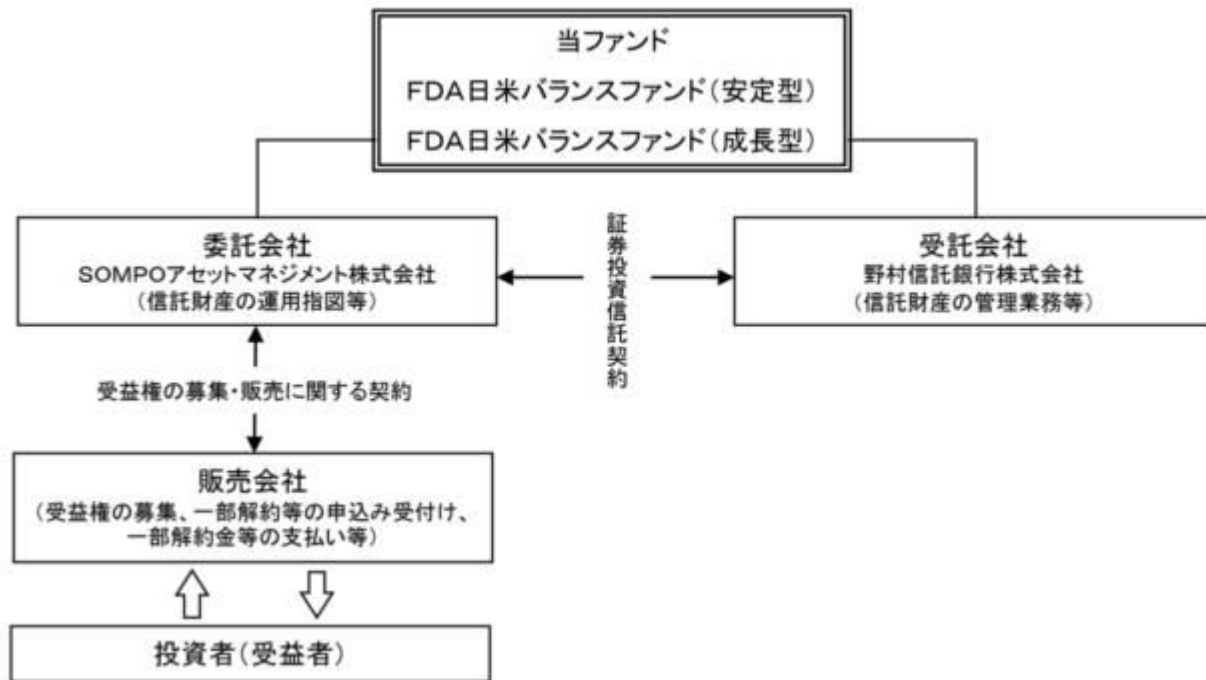 当ファンド
FDA日米バランスファンド(安定型)
FDA日米バランスファンド(成長型)
委託会社
SOMPOアセットマネジメント株式会社
(信託財産の運用指図等)
証券投資信託契約
受託会社
野村信託銀行株式会社
(信託財産の管理業務等)
受益権の募集・販売に関する契約
販売会社
(受益権の募集、一部解約等の申込み受付け、
一部解約金等の支払い等)
投資者(受益者)